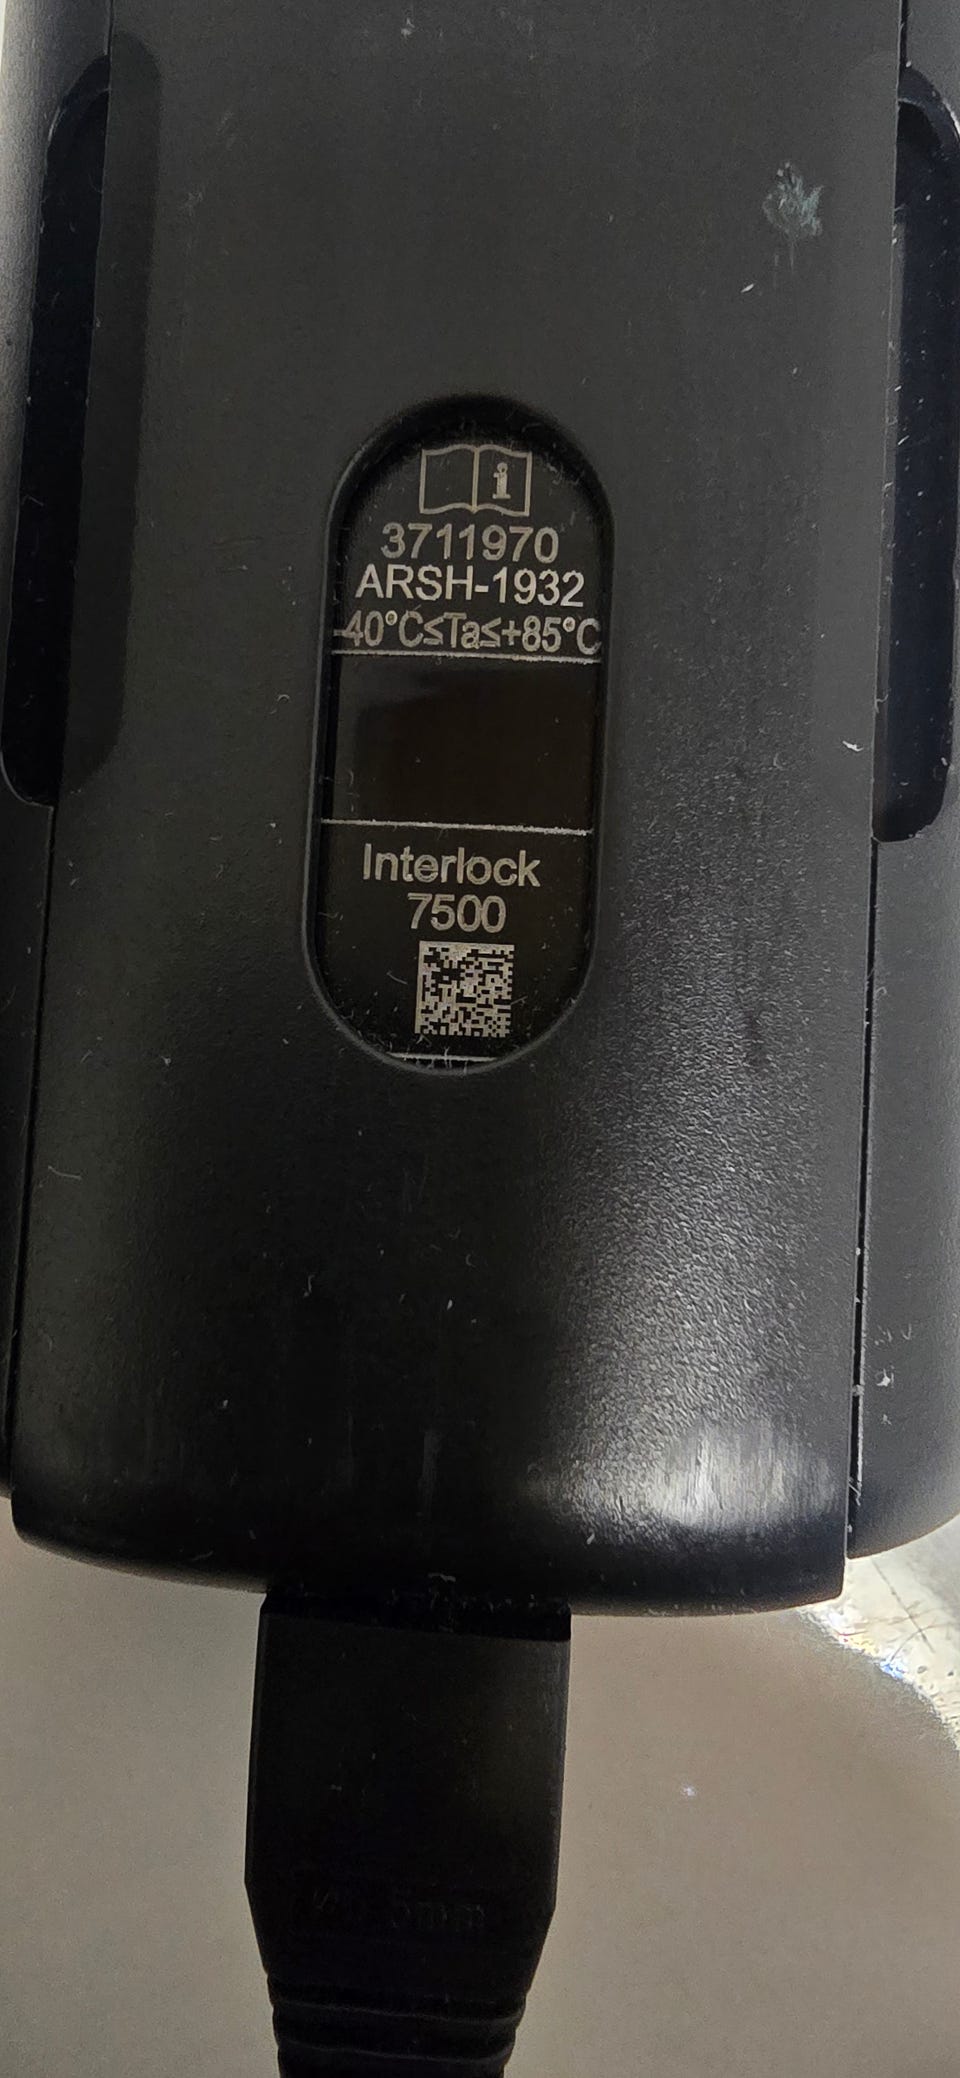 i
3711970
ARSH-1932
-40°C≤Ta≤+85°C
Interlock
7500